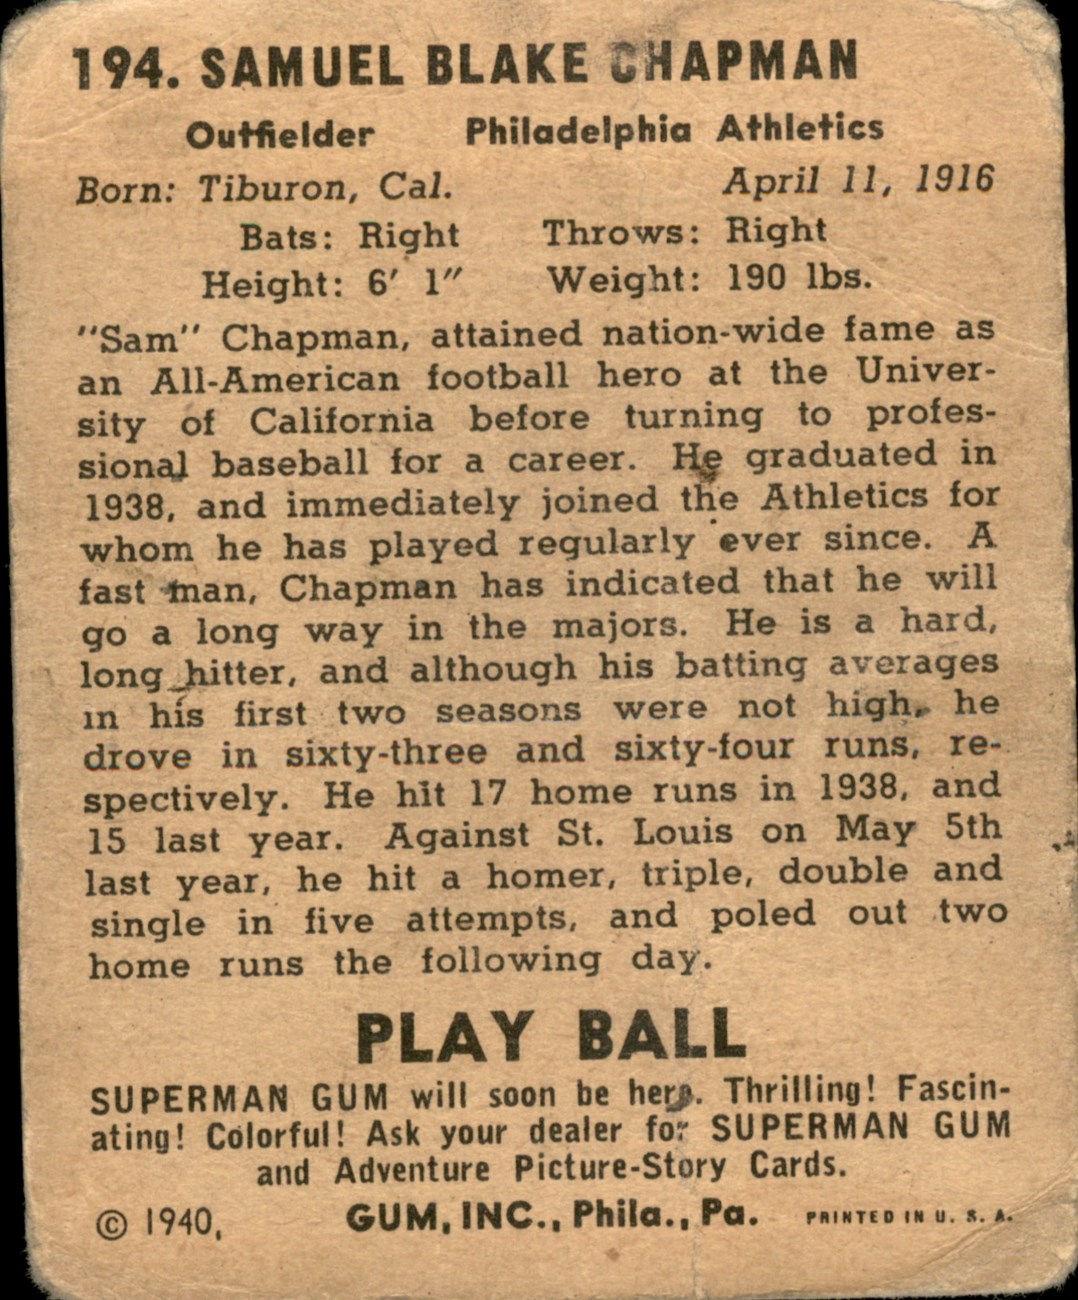 194. SAMUEL BLAKE CHAPMAN
Outfielder Philadelphia Athletics
Born: Tiburon, Cal. April 11, 1916
Bats: Right Throws: Right
Height: 6' 1" Weight: 190 lbs.
"Sam" Chapman, attained nation-wide fame as
an All-American football hero at the Univer-
sity of California before turning to profes-
sional baseball for a career. He graduated in
1938, and immediately joined the Athletics for
whom he has played regularly ever since. A
fast man, Chapman has indicated that he will
go a long way in the majors. He is a hard,
long hitter, and although his batting averages
in his first two seasons were not high, he
drove in sixty-three and sixty-four runs, re-
spectively. He hit 17 home runs in 1938, and
15 last year. Against St. Louis on May 5th
last year, he hit a homer, triple, double and
single in five attempts, and poled out two
home runs the following day.
PLAY BALL
SUPERMAN GUM will soon be here. Thrilling! Fascin-
ating! Colorful! Ask your dealer for SUPERMAN GUM
and Adventure Picture-Story Cards.
© 1940, GUM, INC., Phila., Pa. PRINTED IN U. S. A.